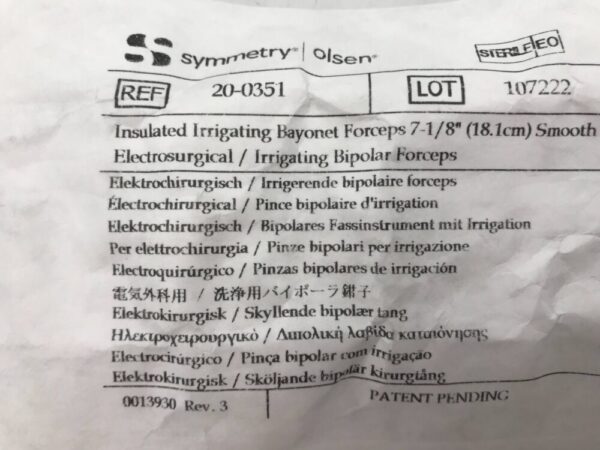 symmetry® | Olsen® STERILE EO
REF 20-0351 LOT 107222
Insulated Irrigating Bayonet Forceps 7-1/8" (18.1cm) Smooth
Electrosurgical / Irrigating Bipolar Forceps
Elektrochirurgisch / Irrigerende bipolaire forceps
Électrochirurgical / Pince bipolaire d'irrigation
Elektrochirurgisch / Bipolares Fassinstrument mit Irrigation
Per elettrochirurgia / Pinze bipolari per irrigazione
Electroquirúrgico / Pinzas bipolares de irrigación
電気外科用 / 洗浄用バイポーラ鉗子
Elektrokirurgisk / Skyllende bipolær tang
Ηλεκτροχειρουργικό / Διπολική λαβίδα καταιόνησης
Electrocirúrgico / Pinça bipolar com irrigação
Elektrokirurgisk / Sköljande bipolär kirurgtång
0013930 Rev. 3 PATENT PENDING